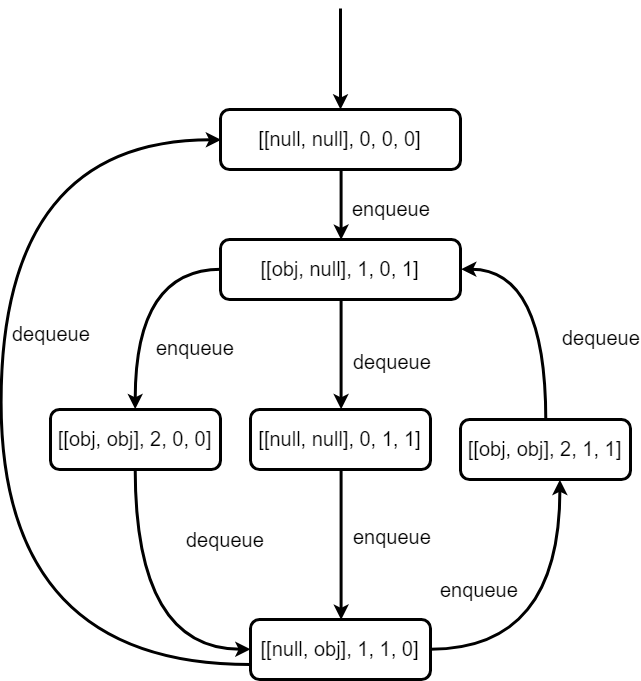 [[null, null], 0, 0, 0]
enqueue
[[obj, null], 1, 0, 1]
dequeue
enqueue
dequeue
dequeue
[[obj, obj], 2, 0, 0]
[[null, null], 0, 1, 1]
[[obj, obj], 2, 1, 1]
dequeue
enqueue
enqueue
[[null, obj], 1, 1, 0]